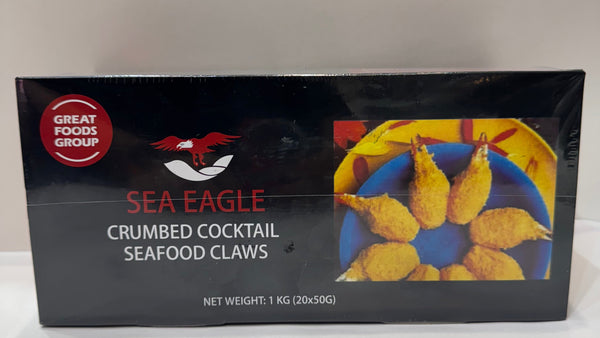 GREAT
FOODS
GROUP
SEA EAGLE
CRUMBED COCKTAIL
SEAFOOD CLAWS
NET WEIGHT: 1 KG (20x50G)